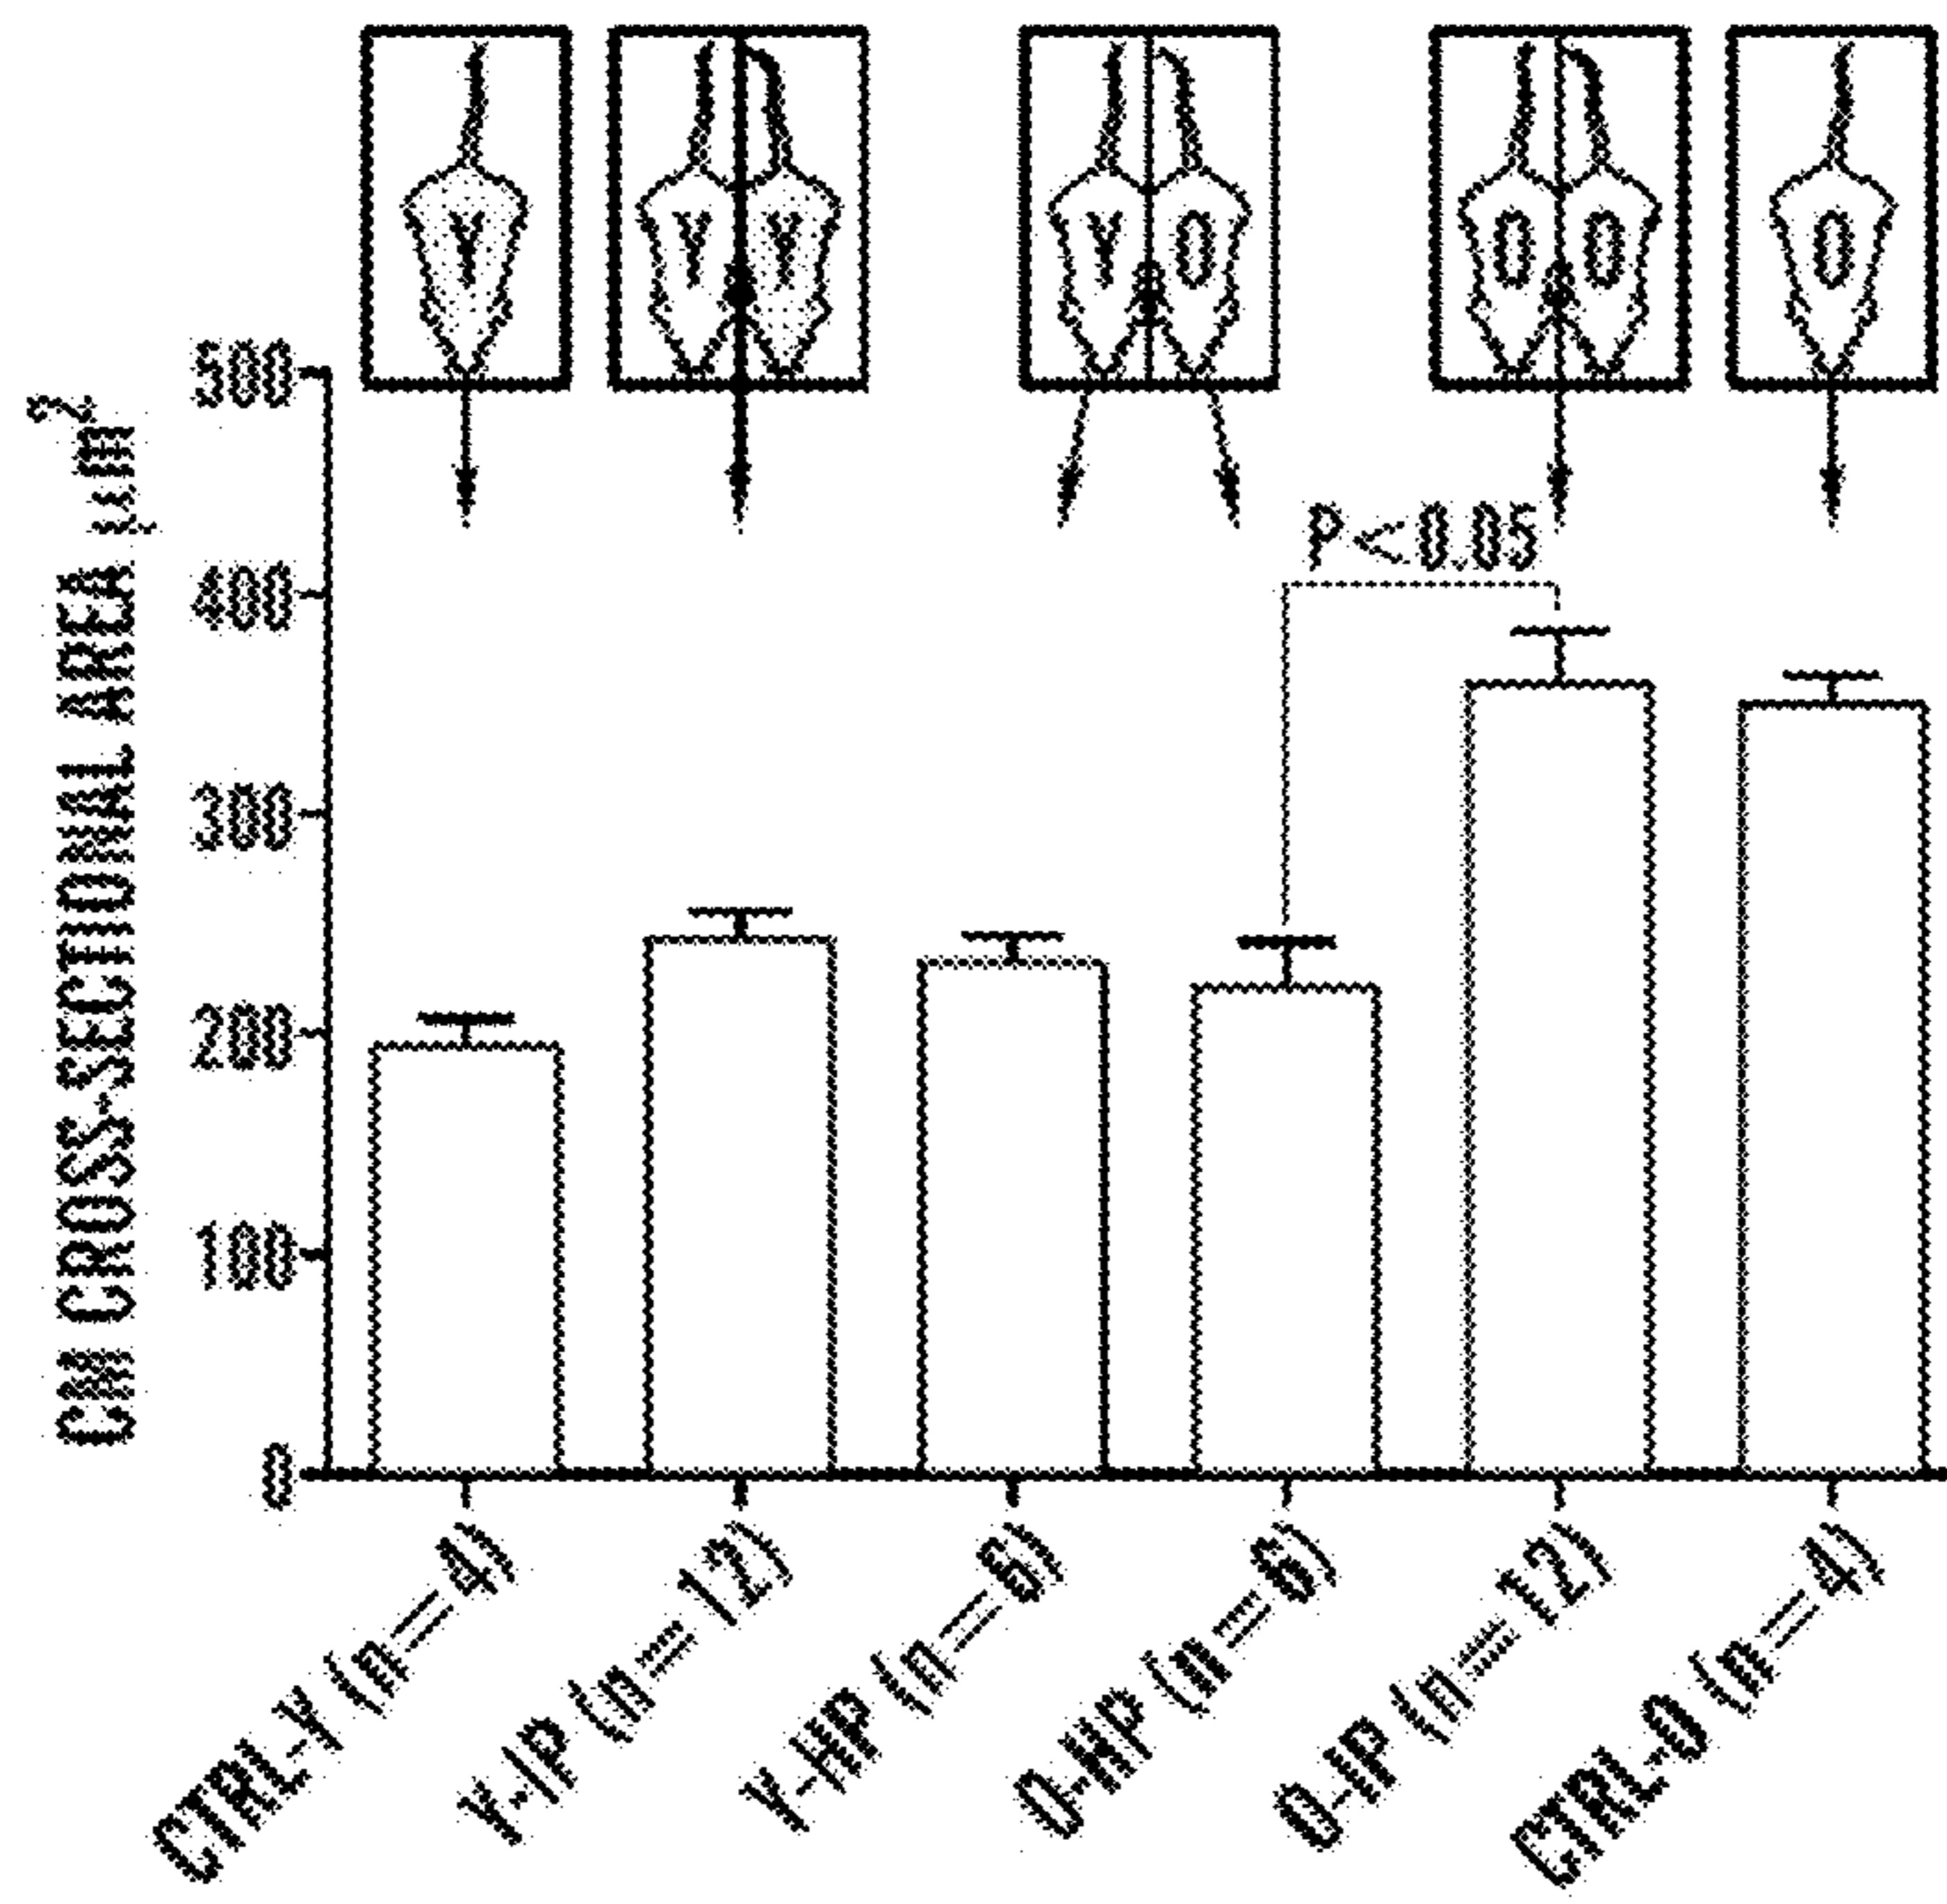 Y
Y Y
Y O
O O
O
CM CROSS-SECTIONAL AREA µm²
500
400
300
200
100
0
P<0.05
CTRL-Y (n=4)
Y-IP (n=12)
Y-HP (n=6)
O-HP (n=6)
O-IP (n=12)
CTRL-O (n=4)